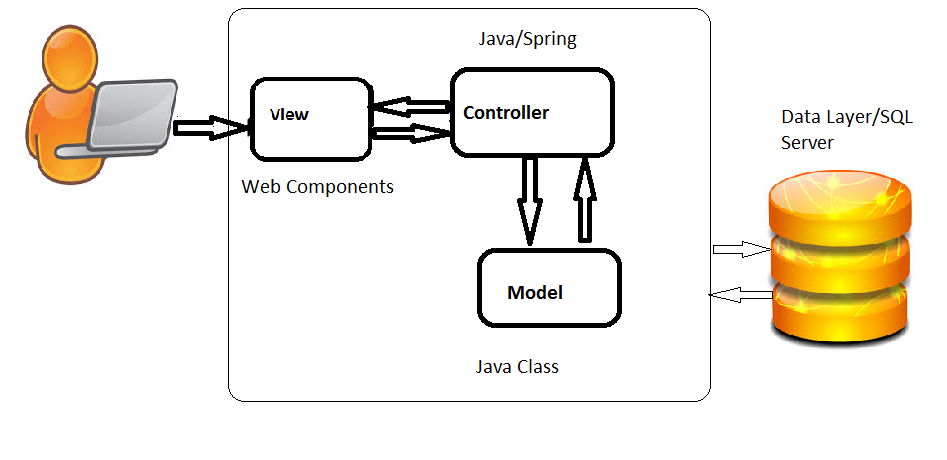 Java/Spring
View
Controller
Web Components
Data Layer/SQL
Server
Model
Java Class